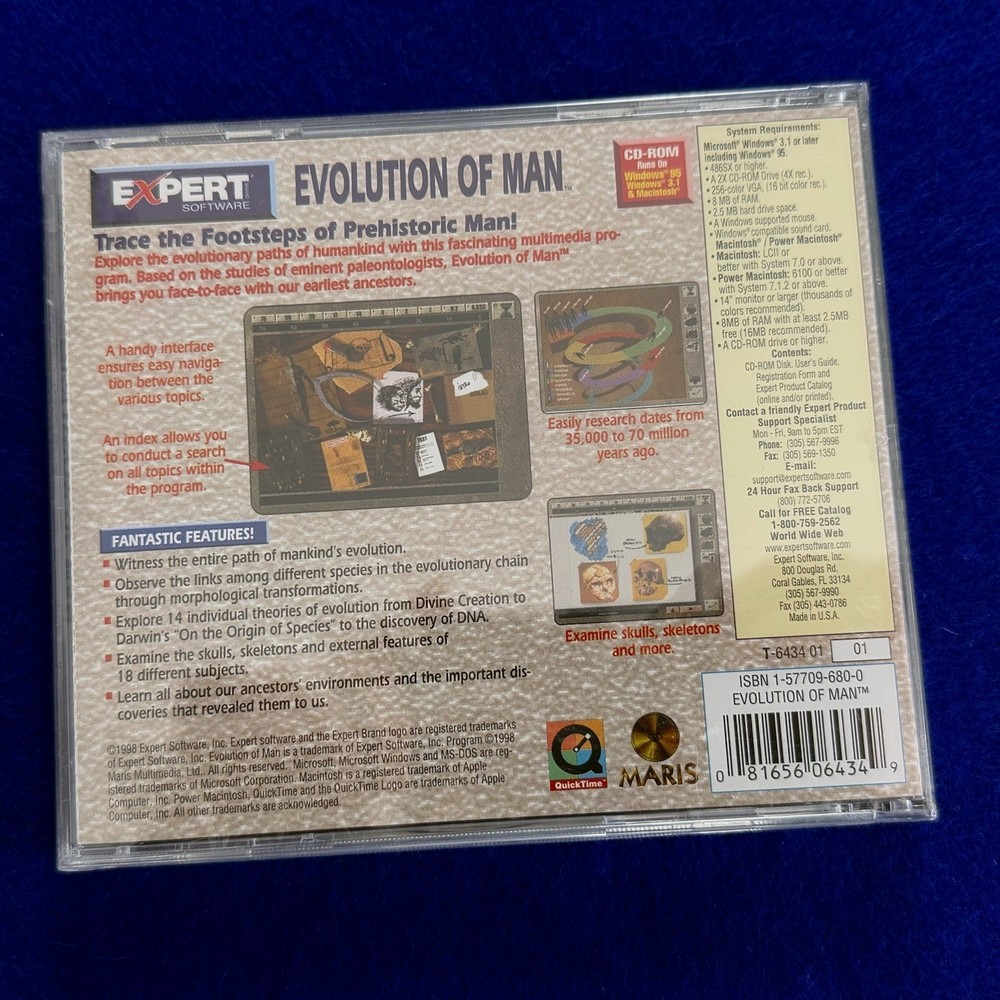 EXPERT
SOFTWARE
EVOLUTION OF MAN™
CD-ROM
Runs On
Windows® 95
Windows® 3.1
& Macintosh®
Trace the Footsteps of Prehistoric Man!
Explore the evolutionary paths of humankind with this fascinating multimedia pro-
gram. Based on the studies of eminent paleontologists, Evolution of Man™
brings you face-to-face with our earliest ancestors.
A handy interface
ensures easy naviga-
tion between the
various topics.
An index allows you
to conduct a search
on all topics within
the program.
Easily research dates from
35,000 to 70 million
years ago.
Examine skulls, skeletons
and more.
FANTASTIC FEATURES!
▪ Witness the entire path of mankind's evolution.
▪ Observe the links among different species in the evolutionary chain
through morphological transformations.
▪ Explore 14 individual theories of evolution from Divine Creation to
Darwin's "On the Origin of Species" to the discovery of DNA.
▪ Examine the skulls, skeletons and external features of
18 different subjects.
▪ Learn all about our ancestors' environments and the important dis-
coveries that revealed them to us.
©1998 Expert Software, Inc. Expert software and the Expert Brand logo are registered trademarks
of Expert Software, Inc. Evolution of Man is a trademark of Expert Software, Inc. Program ©1998
Maris Multimedia, Ltd.. All rights reserved. Microsoft, Microsoft Windows and MS-DOS are reg-
istered trademarks of Microsoft Corporation. Macintosh is a registered trademark of Apple
Computer, Inc. Power Macintosh, QuickTime and the QuickTime Logo are trademarks of Apple
Computer, Inc. All other trademarks are acknowledged.
QuickTime™
MARIS
System Requirements:
Microsoft® Windows® 3.1 or later
including Windows® 95.
• 486SX or higher.
• A 2X CD-ROM Drive (4X rec.).
• 256-color VGA, (16 bit color rec.).
• 8 MB of RAM.
• 2.5 MB hard drive space.
• A Windows supported mouse.
• Windows® compatible sound card.
Macintosh® / Power Macintosh®
• Macintosh: LCII or
better with System 7.0 or above.
• Power Macintosh: 6100 or better
with System 7.1.2 or above.
• 14" monitor or larger (thousands of
colors recommended).
• 8MB of RAM with at least 2.5MB
free (16MB recommended).
• A CD-ROM drive or higher.
Contents:
CD-ROM Disk, User's Guide,
Registration Form and
Expert Product Catalog
(online and/or printed).
Contact a friendly Expert Product
Support Specialist
Mon - Fri, 9am to 5pm EST
Phone: (305) 567-9996
Fax: (305) 569-1350
E-mail:
support@expertsoftware.com
24 Hour Fax Back Support
(800) 772-5706
Call for FREE Catalog
1-800-759-2562
World Wide Web
www.expertsoftware.com
Expert Software, Inc.
800 Douglas Rd.
Coral Gables, FL 33134
(305) 567-9990
Fax (305) 443-0786
Made in U.S.A.
T-6434 01 01
ISBN 1-57709-680-0
EVOLUTION OF MAN™
0 81656 06434 9